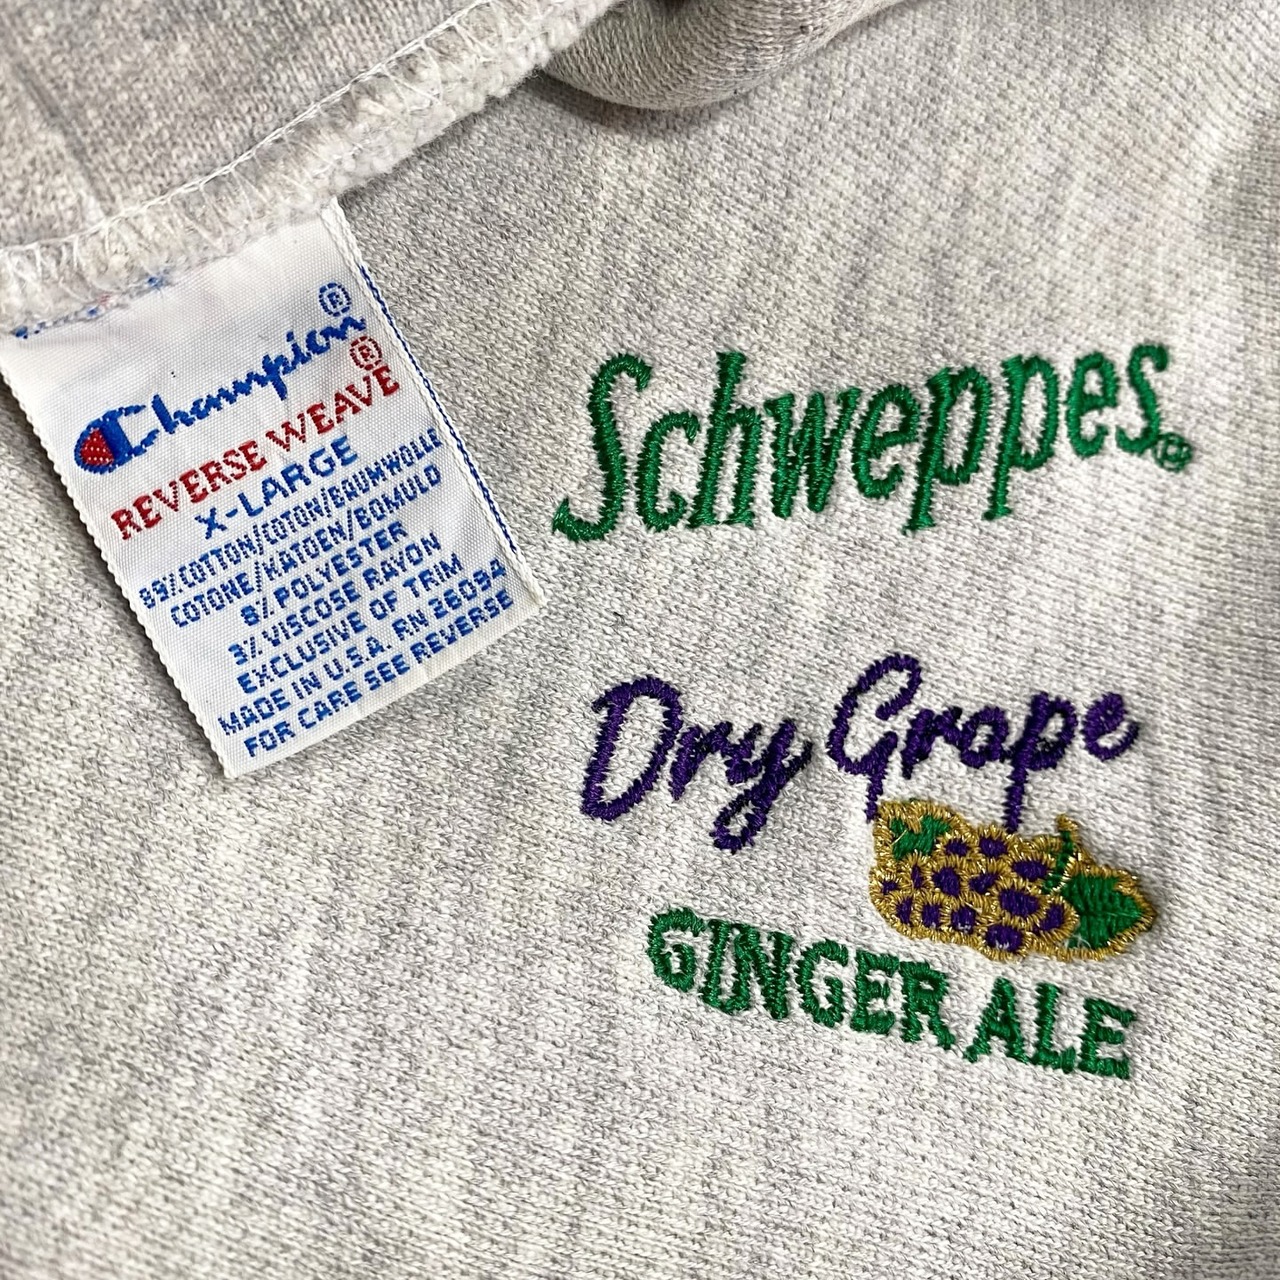 Champion®
REVERSE WEAVE®
X-LARGE
89% COTTON/COTON/BAUMWOLLE
COTONE/KATOEN/BOMULD
8% POLYESTER
3% VISCOSE RAYON
EXCLUSIVE OF TRIM
MADE IN U.S.A. RN 26094
FOR CARE SEE REVERSE
Schweppes®
Dry Grape
GINGER ALE